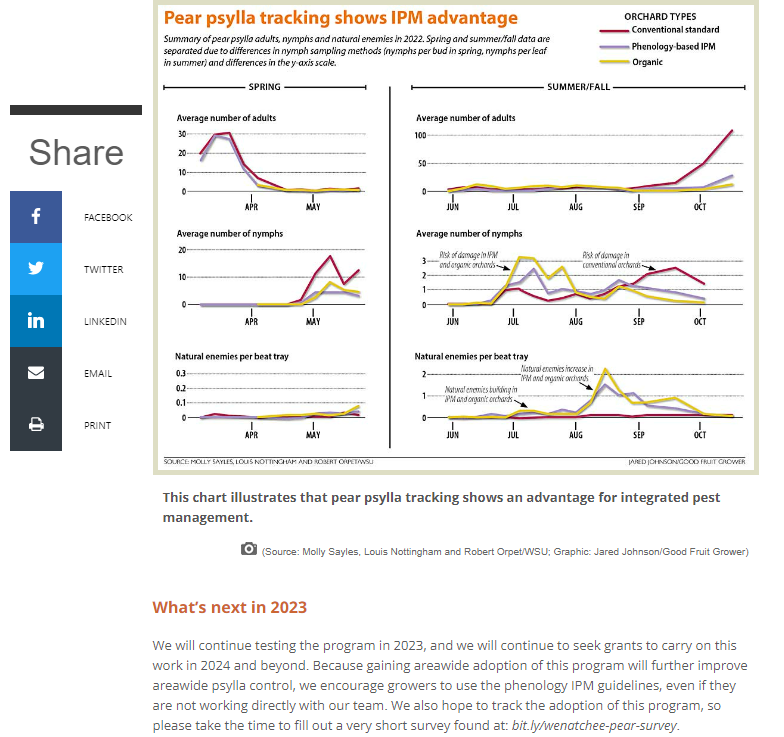 Pear psylla tracking shows IPM advantage
Summary of pear psylla adults, nymphs and natural enemies in 2022. Spring and summer/fall data are
separated due to differences in nymph sampling methods (nymphs per bud in spring, nymphs per leaf
in summer) and differences in the y-axis scale.
ORCHARD TYPES
Conventional standard
Phenology-based IPM
Organic
SPRING
SUMMER/FALL
Average number of adults
30
20
10
0
APR MAY
Average number of adults
100
50
0
JUN JUL AUG SEP OCT
Average number of nymphs
20
10
0
APR MAY
Average number of nymphs
Risk of damage in IPM
and organic orchards
Risk of damage in
conventional orchards
3
2
1
0
JUN JUL AUG SEP OCT
Natural enemies per beat tray
0.3
0.2
0.1
0
APR MAY
Natural enemies per beat tray
Natural enemies increase in
IPM and organic orchards
Natural enemies building in
IPM and organic orchards
2
1
0
JUN JUL AUG SEP OCT
SOURCE: MOLLY SAYLES, LOUIS NOTTINGHAM AND ROBERT ORPET/WSU
JARED JOHNSON/GOOD FRUIT GROWER
Share
f FACEBOOK
TWITTER
in LINKEDIN
EMAIL
PRINT
This chart illustrates that pear psylla tracking shows an advantage for integrated pest
management.
(Source: Molly Sayles, Louis Nottingham and Robert Orpet/WSU; Graphic: Jared Johnson/Good Fruit Grower)
What's next in 2023
We will continue testing the program in 2023, and we will continue to seek grants to carry on this
work in 2024 and beyond. Because gaining areawide adoption of this program will further improve
areawide psylla control, we encourage growers to use the phenology IPM guidelines, even if they
are not working directly with our team. We also hope to track the adoption of this program, so
please take the time to fill out a very short survey found at: bit.ly/wenatchee-pear-survey.